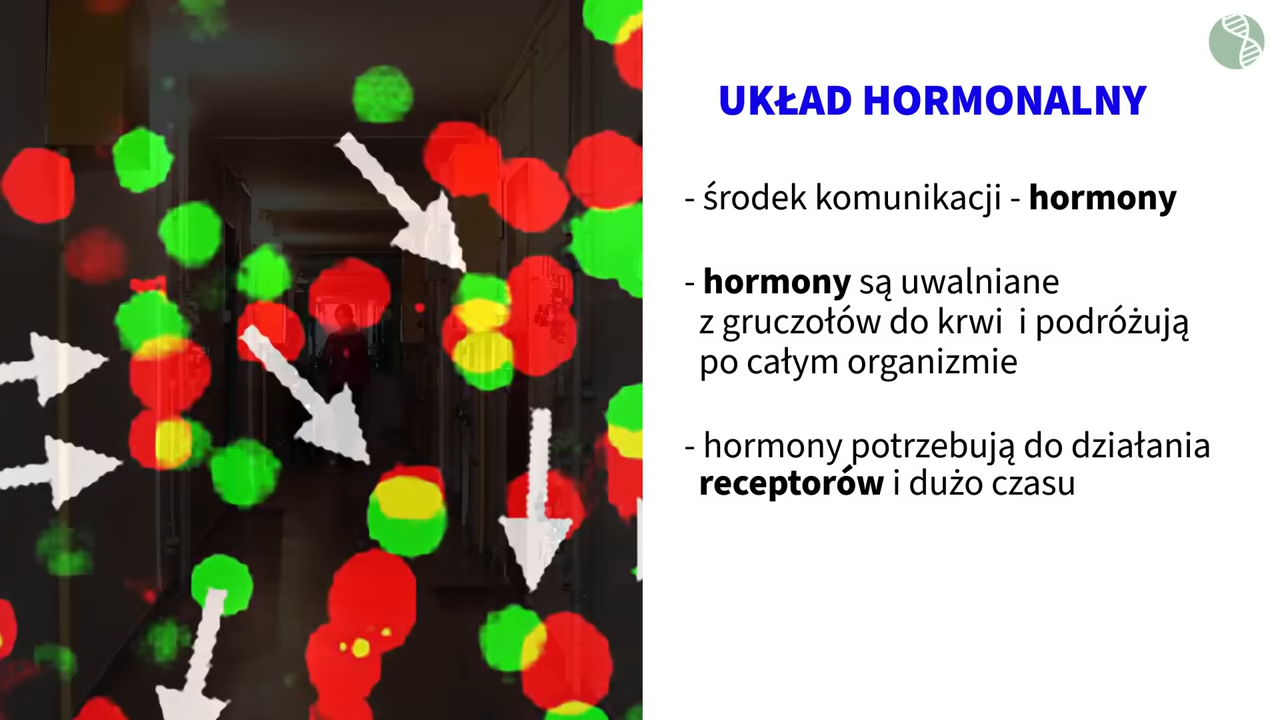 UKŁAD HORMONALNY
- środek komunikacji - hormony
- hormony są uwalniane
z gruczołów do krwi i podróżują
po całym organizmie
- hormony potrzebują do działania
receptorów i dużo czasu